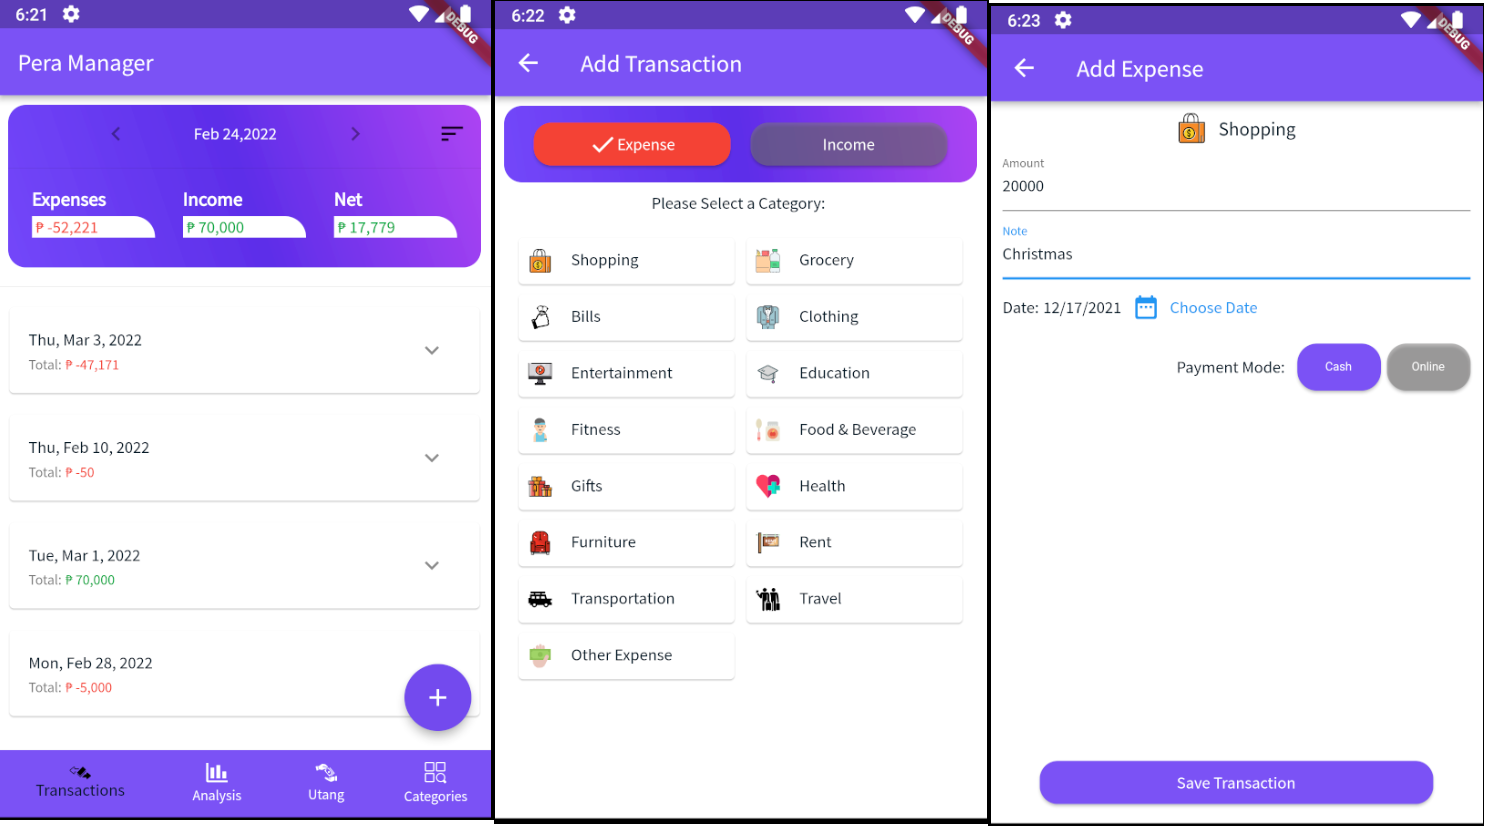 6:21
DEBUG
Pera Manager
Feb 24,2022
Expenses Income Net
₱ -52,221 ₱ 70,000 ₱ 17,779
Thu, Mar 3, 2022
Total: ₱ -47,171
Thu, Feb 10, 2022
Total: ₱ -50
Tue, Mar 1, 2022
Total: ₱ 70,000
Mon, Feb 28, 2022
Total: ₱ -5,000
+
Transactions Analysis Utang Categories
6:22
DEBUG
Add Transaction
Expense Income
Please Select a Category:
Shopping Grocery
Bills Clothing
Entertainment Education
Fitness Food & Beverage
Gifts Health
Furniture Rent
Transportation Travel
Other Expense
6:23
DEBUG
Add Expense
Shopping
Amount
20000
Note
Christmas
Date: 12/17/2021 Choose Date
Payment Mode: Cash Online
Save Transaction